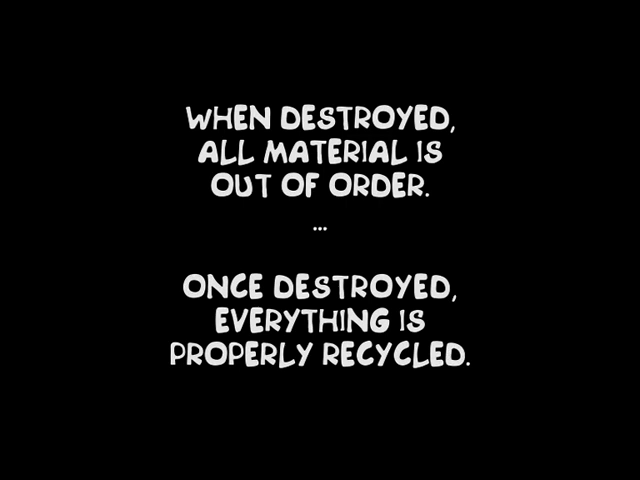 WHEN DESTROYED,
ALL MATERIAL IS
OUT OF ORDER.
...
ONCE DESTROYED,
EVERYTHING IS
PROPERLY RECYCLED.